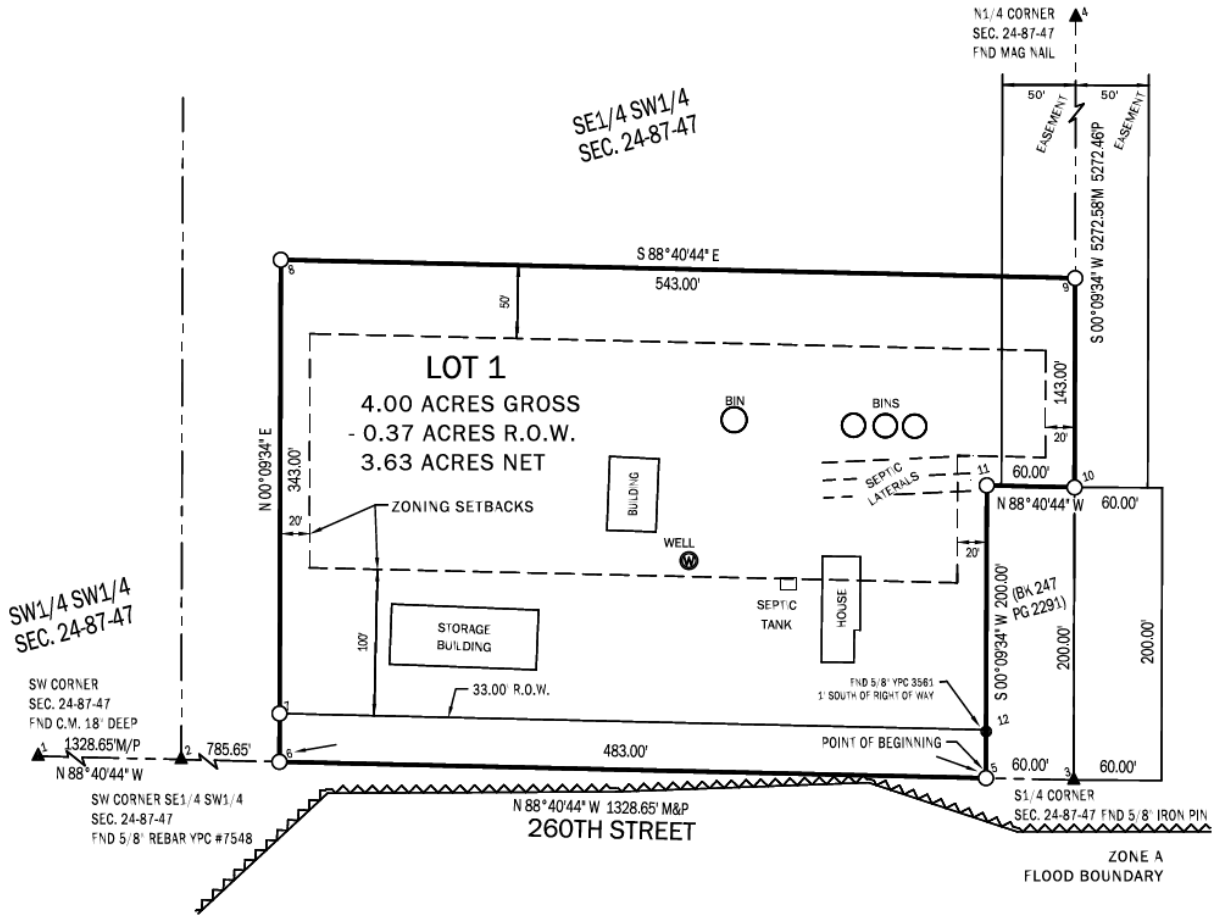 N1/4 CORNER
SEC. 24-87-47
FND MAG NAIL
4
50'
50'
EASEMENT
EASEMENT
S 00°09'34" W 5272.58'M 5272.46'P
SE1/4 SW1/4
SEC. 24-87-47
8
S 88°40'44" E
543.00'
9
50'
LOT 1
4.00 ACRES GROSS
- 0.37 ACRES R.O.W.
3.63 ACRES NET
BIN
BINS
143.00'
20'
N 00°09'34" E
343.00'
SEPTIC
LATERALS
11
60.00'
10
N 88°40'44" W
60.00'
BUILDING
ZONING SETBACKS
20'
WELL
W
20'
SW1/4 SW1/4
SEC. 24-87-47
SEPTIC
TANK
HOUSE
S 00°09'34" W 200.00'
(BK 247
PG 2291)
200.00'
200.00'
STORAGE
BUILDING
100'
SW CORNER
SEC. 24-87-47
FND C.M. 18" DEEP
33.00' R.O.W.
FND 5/8" YPC 3561
1' SOUTH OF RIGHT OF WAY
12
7
1
1328.65'M/P
2
785.65'
6
483.00'
POINT OF BEGINNING
5
60.00'
3
60.00'
N 88°40'44" W
SW CORNER SE1/4 SW1/4
SEC. 24-87-47
FND 5/8" REBAR YPC #7548
N 88°40'44" W 1328.65' M&P
260TH STREET
S1/4 CORNER
SEC. 24-87-47 FND 5/8" IRON PIN
ZONE A
FLOOD BOUNDARY